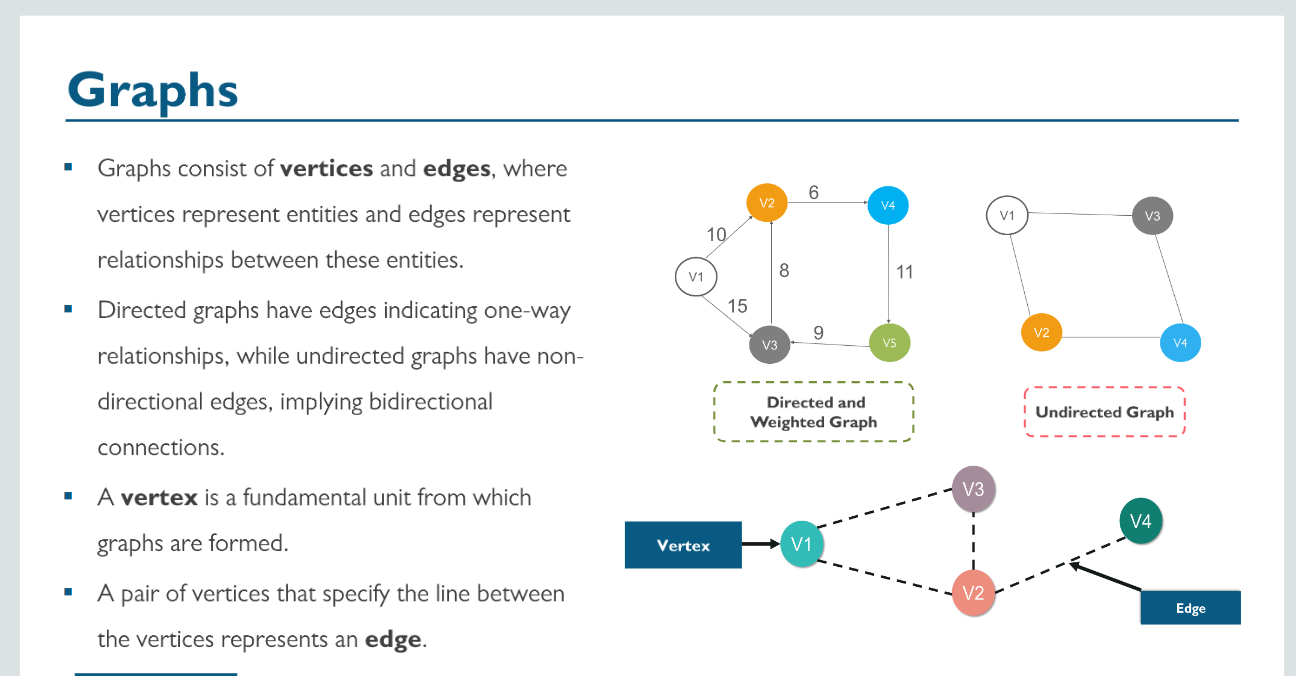 Graphs
▪ Graphs consist of vertices and edges, where
vertices represent entities and edges represent
relationships between these entities.
▪ Directed graphs have edges indicating one-way
relationships, while undirected graphs have non-
directional edges, implying bidirectional
connections.
▪ A vertex is a fundamental unit from which
graphs are formed.
▪ A pair of vertices that specify the line between
the vertices represents an edge.
V2
6
V4
10
V1
8
11
15
V3
9
V5
Directed and
Weighted Graph
V1
V3
V2
V4
Undirected Graph
Vertex
V1
V3
V2
V4
Edge